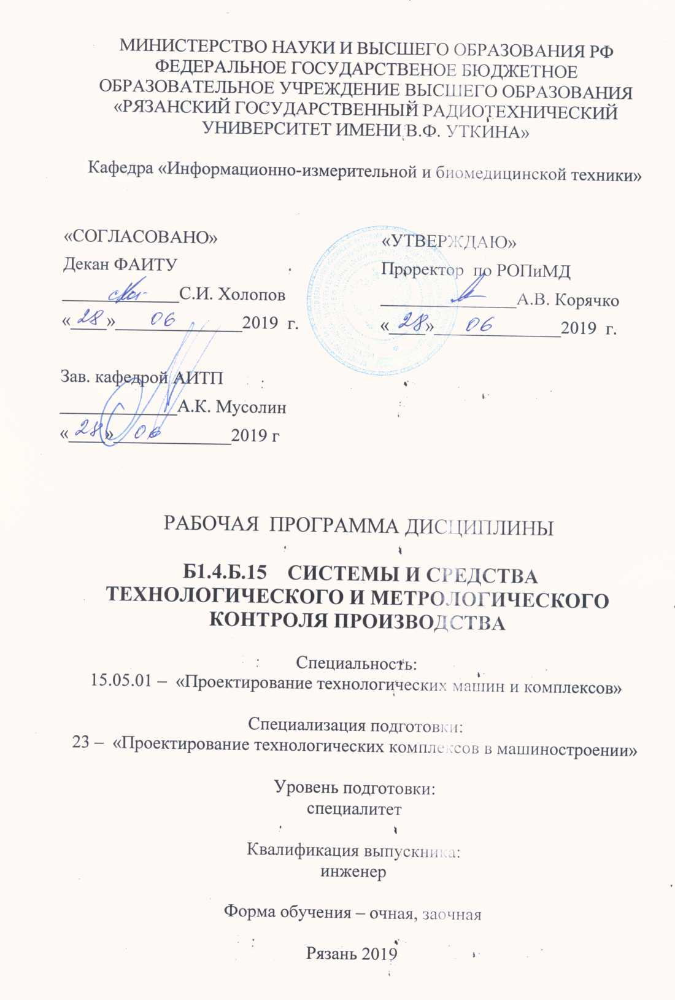 МИНИСТЕРСТВО НАУКИ И ВЫСШЕГО ОБРАЗОВАНИЯ РФ
ФЕДЕРАЛЬНОЕ ГОСУДАРСТВЕНОЕ БЮДЖЕТНОЕ
ОБРАЗОВАТЕЛЬНОЕ УЧРЕЖДЕНИЕ ВЫСШЕГО ОБРАЗОВАНИЯ
«РЯЗАНСКИЙ ГОСУДАРСТВЕННЫЙ РАДИОТЕХНИЧЕСКИЙ
УНИВЕРСИТЕТ ИМЕНИ В.Ф. УТКИНА»
Кафедра «Информационно-измерительной и биомедицинской техники»
«СОГЛАСОВАНО»
Декан ФАИТУ
_____________С.И. Холопов
«28» 06 2019 г.
Зав. кафедрой АИТП
_____________А.К. Мусолин
«28» 06 2019 г
«УТВЕРЖДАЮ»
Проректор по РОПиМД
_______________А.В. Корячко
«28» 06 2019 г.
РАБОЧАЯ ПРОГРАММА ДИСЦИПЛИНЫ
Б1.4.Б.15 СИСТЕМЫ И СРЕДСТВА
ТЕХНОЛОГИЧЕСКОГО И МЕТРОЛОГИЧЕСКОГО
КОНТРОЛЯ ПРОИЗВОДСТВА
Специальность:
15.05.01 – «Проектирование технологических машин и комплексов»
Специализация подготовки:
23 – «Проектирование технологических комплексов в машиностроении»
Уровень подготовки:
специалитет
Квалификация выпускника:
инженер
Форма обучения – очная, заочная
Рязань 2019